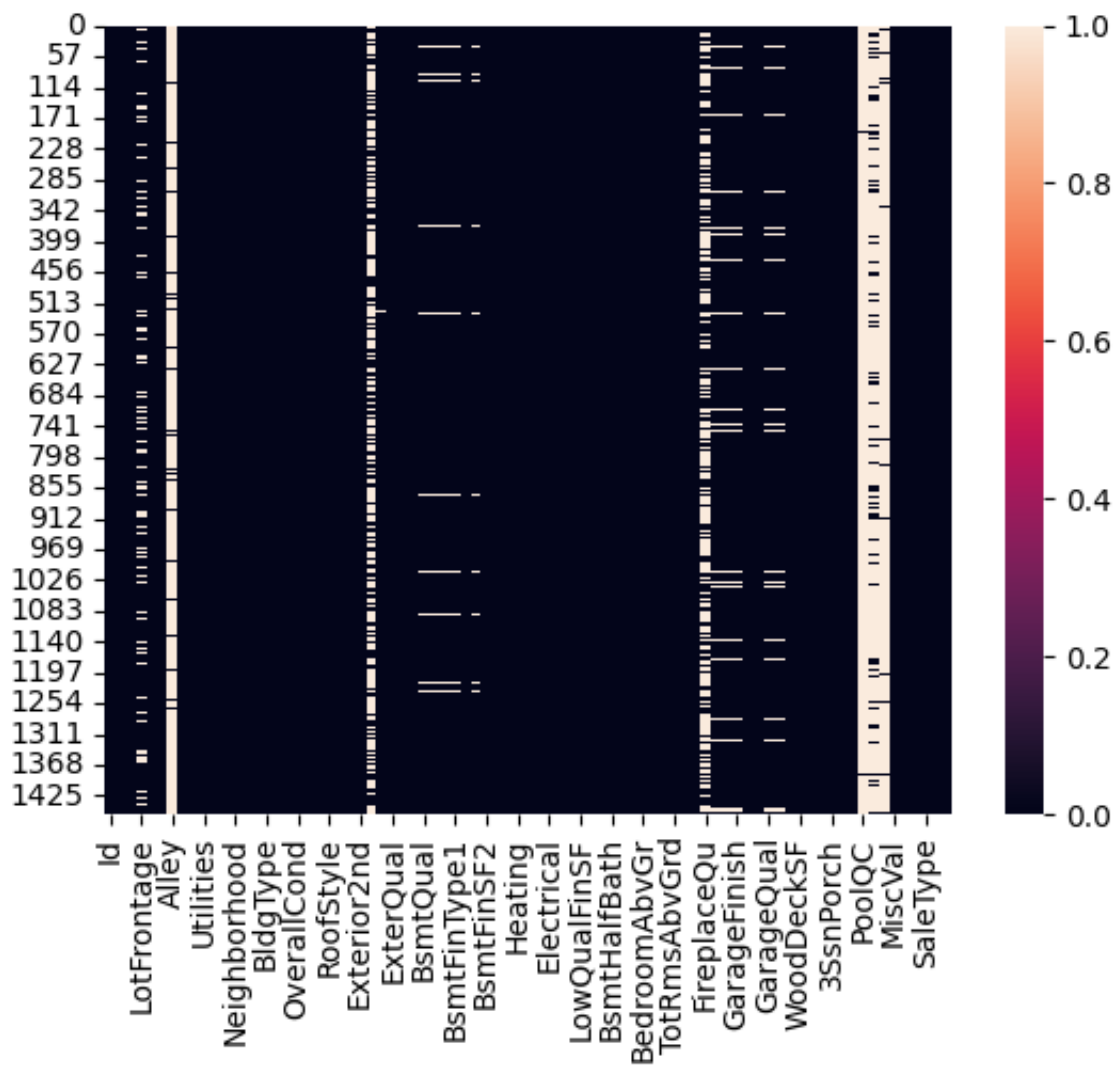 0
57
114
171
228
285
342
399
456
513
570
627
684
741
798
855
912
969
1026
1083
1140
1197
1254
1311
1368
1425
Id
LotFrontage
Alley
Utilities
Neighborhood
BldgType
OverallCond
RoofStyle
Exterior2nd
ExterQual
BsmtQual
BsmtFinType1
BsmtFinSF2
Heating
Electrical
LowQualFinSF
BsmtHalfBath
BedroomAbvGr
TotRmsAbvGrd
FireplaceQu
GarageFinish
GarageQual
WoodDeckSF
3SsnPorch
PoolQC
MiscVal
SaleType
1.0
0.8
0.6
0.4
0.2
0.0